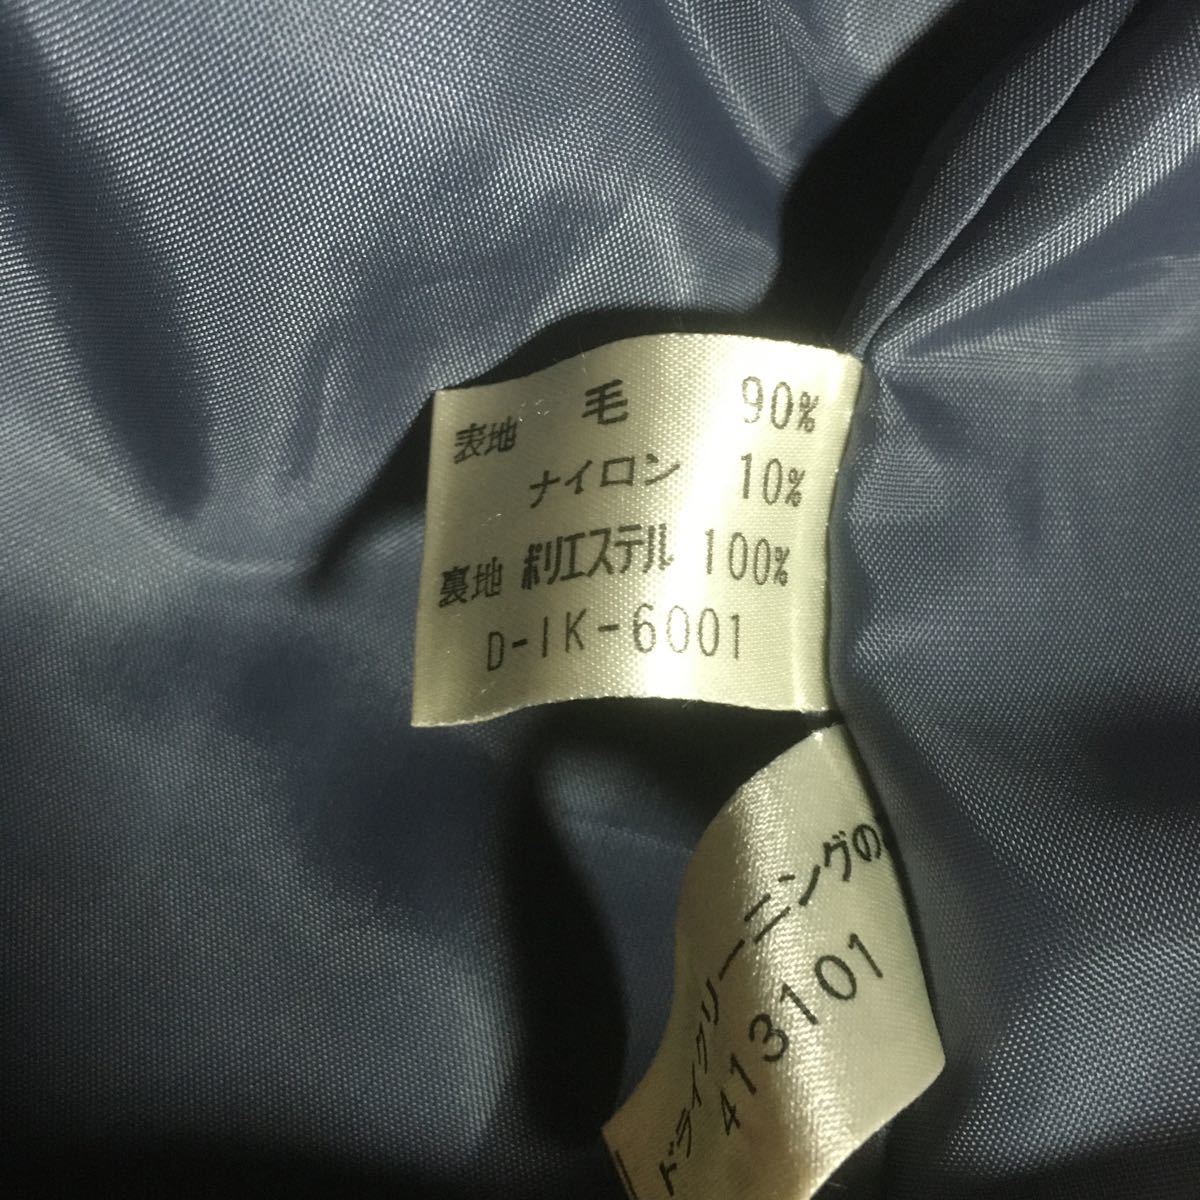 表地 毛 90%
ナイロン 10%
裏地 ポリエステル 100%
D-IK-6001
ドライクリーニングの
413101